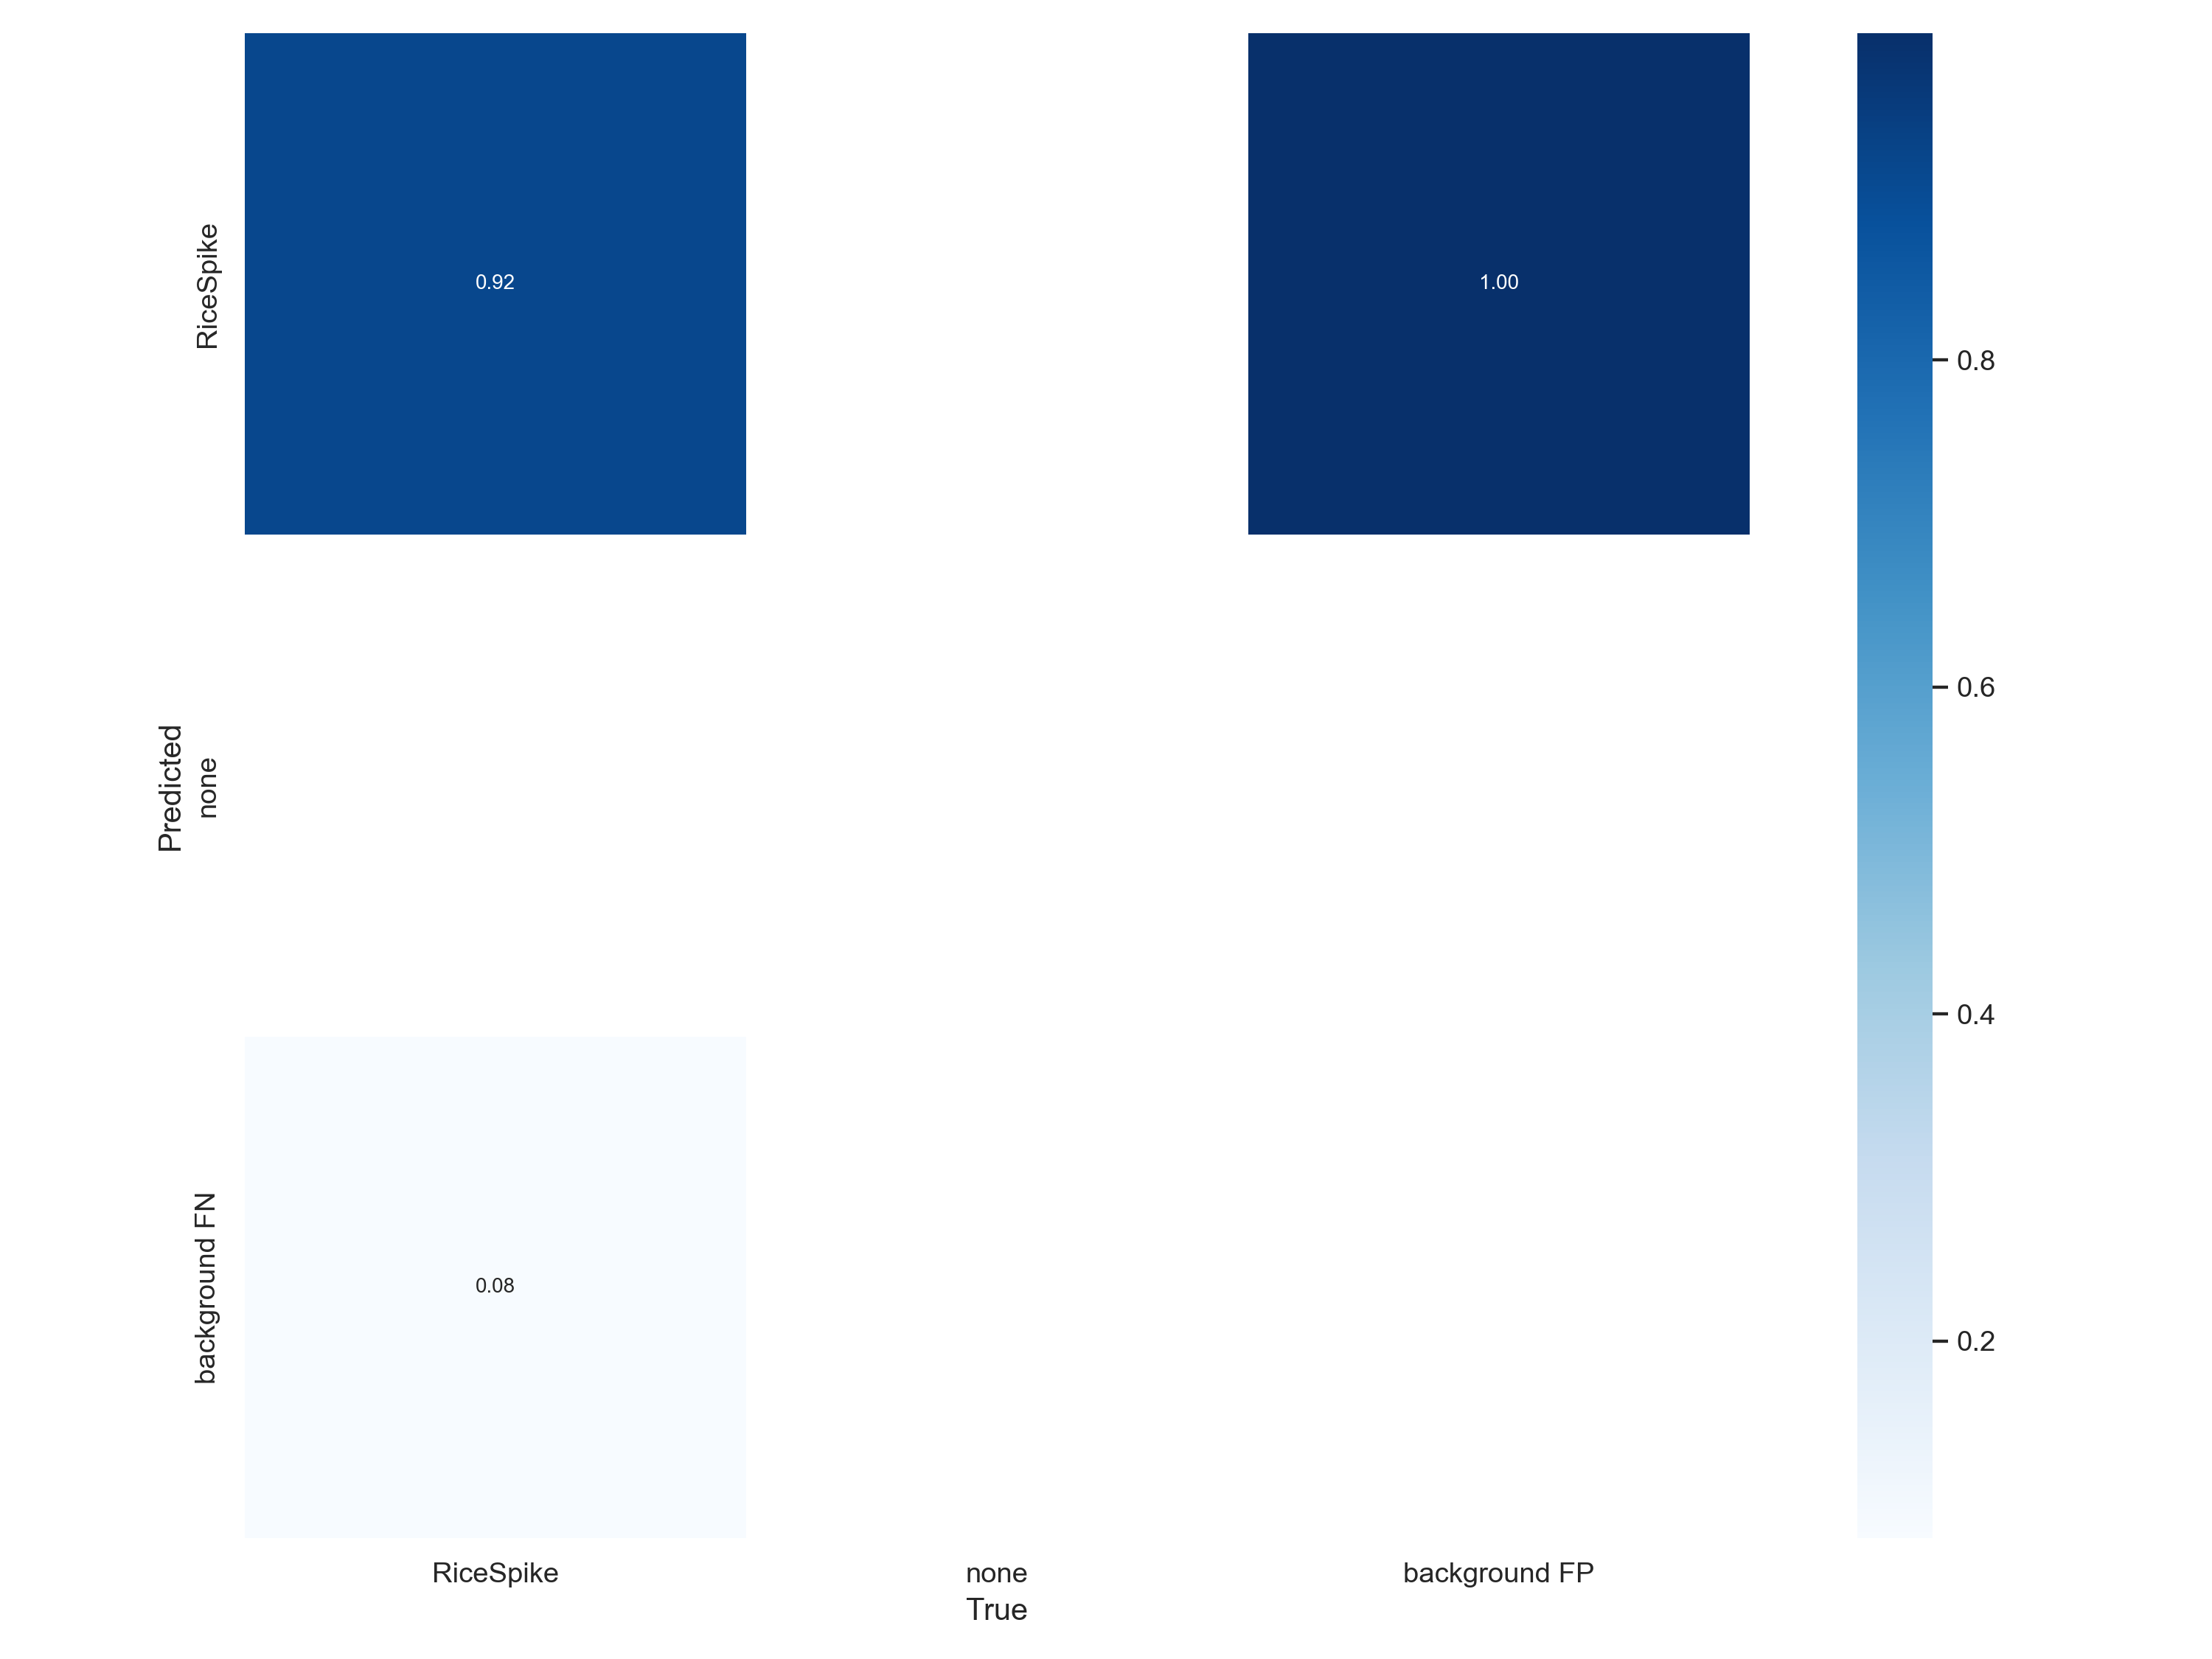 RiceSpike
0.92
1.00
0.8
0.6
Predicted
none
0.4
background FN
0.08
0.2
RiceSpike
none
background FP
True